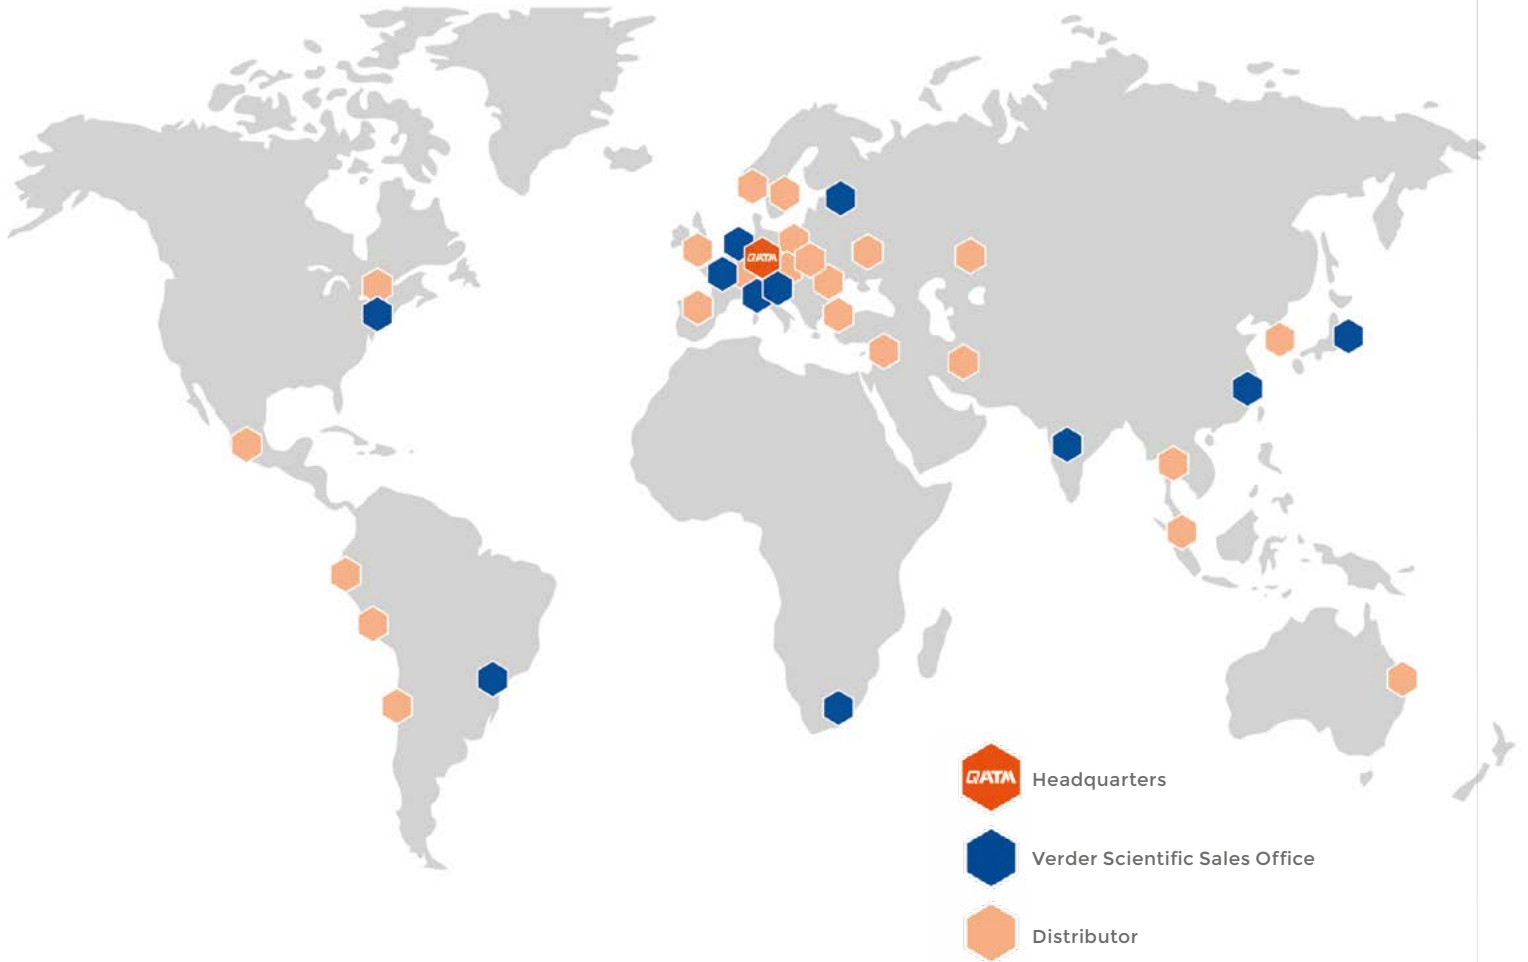 QATM
QATM
Headquarters
Verder Scientific Sales Office
Distributor